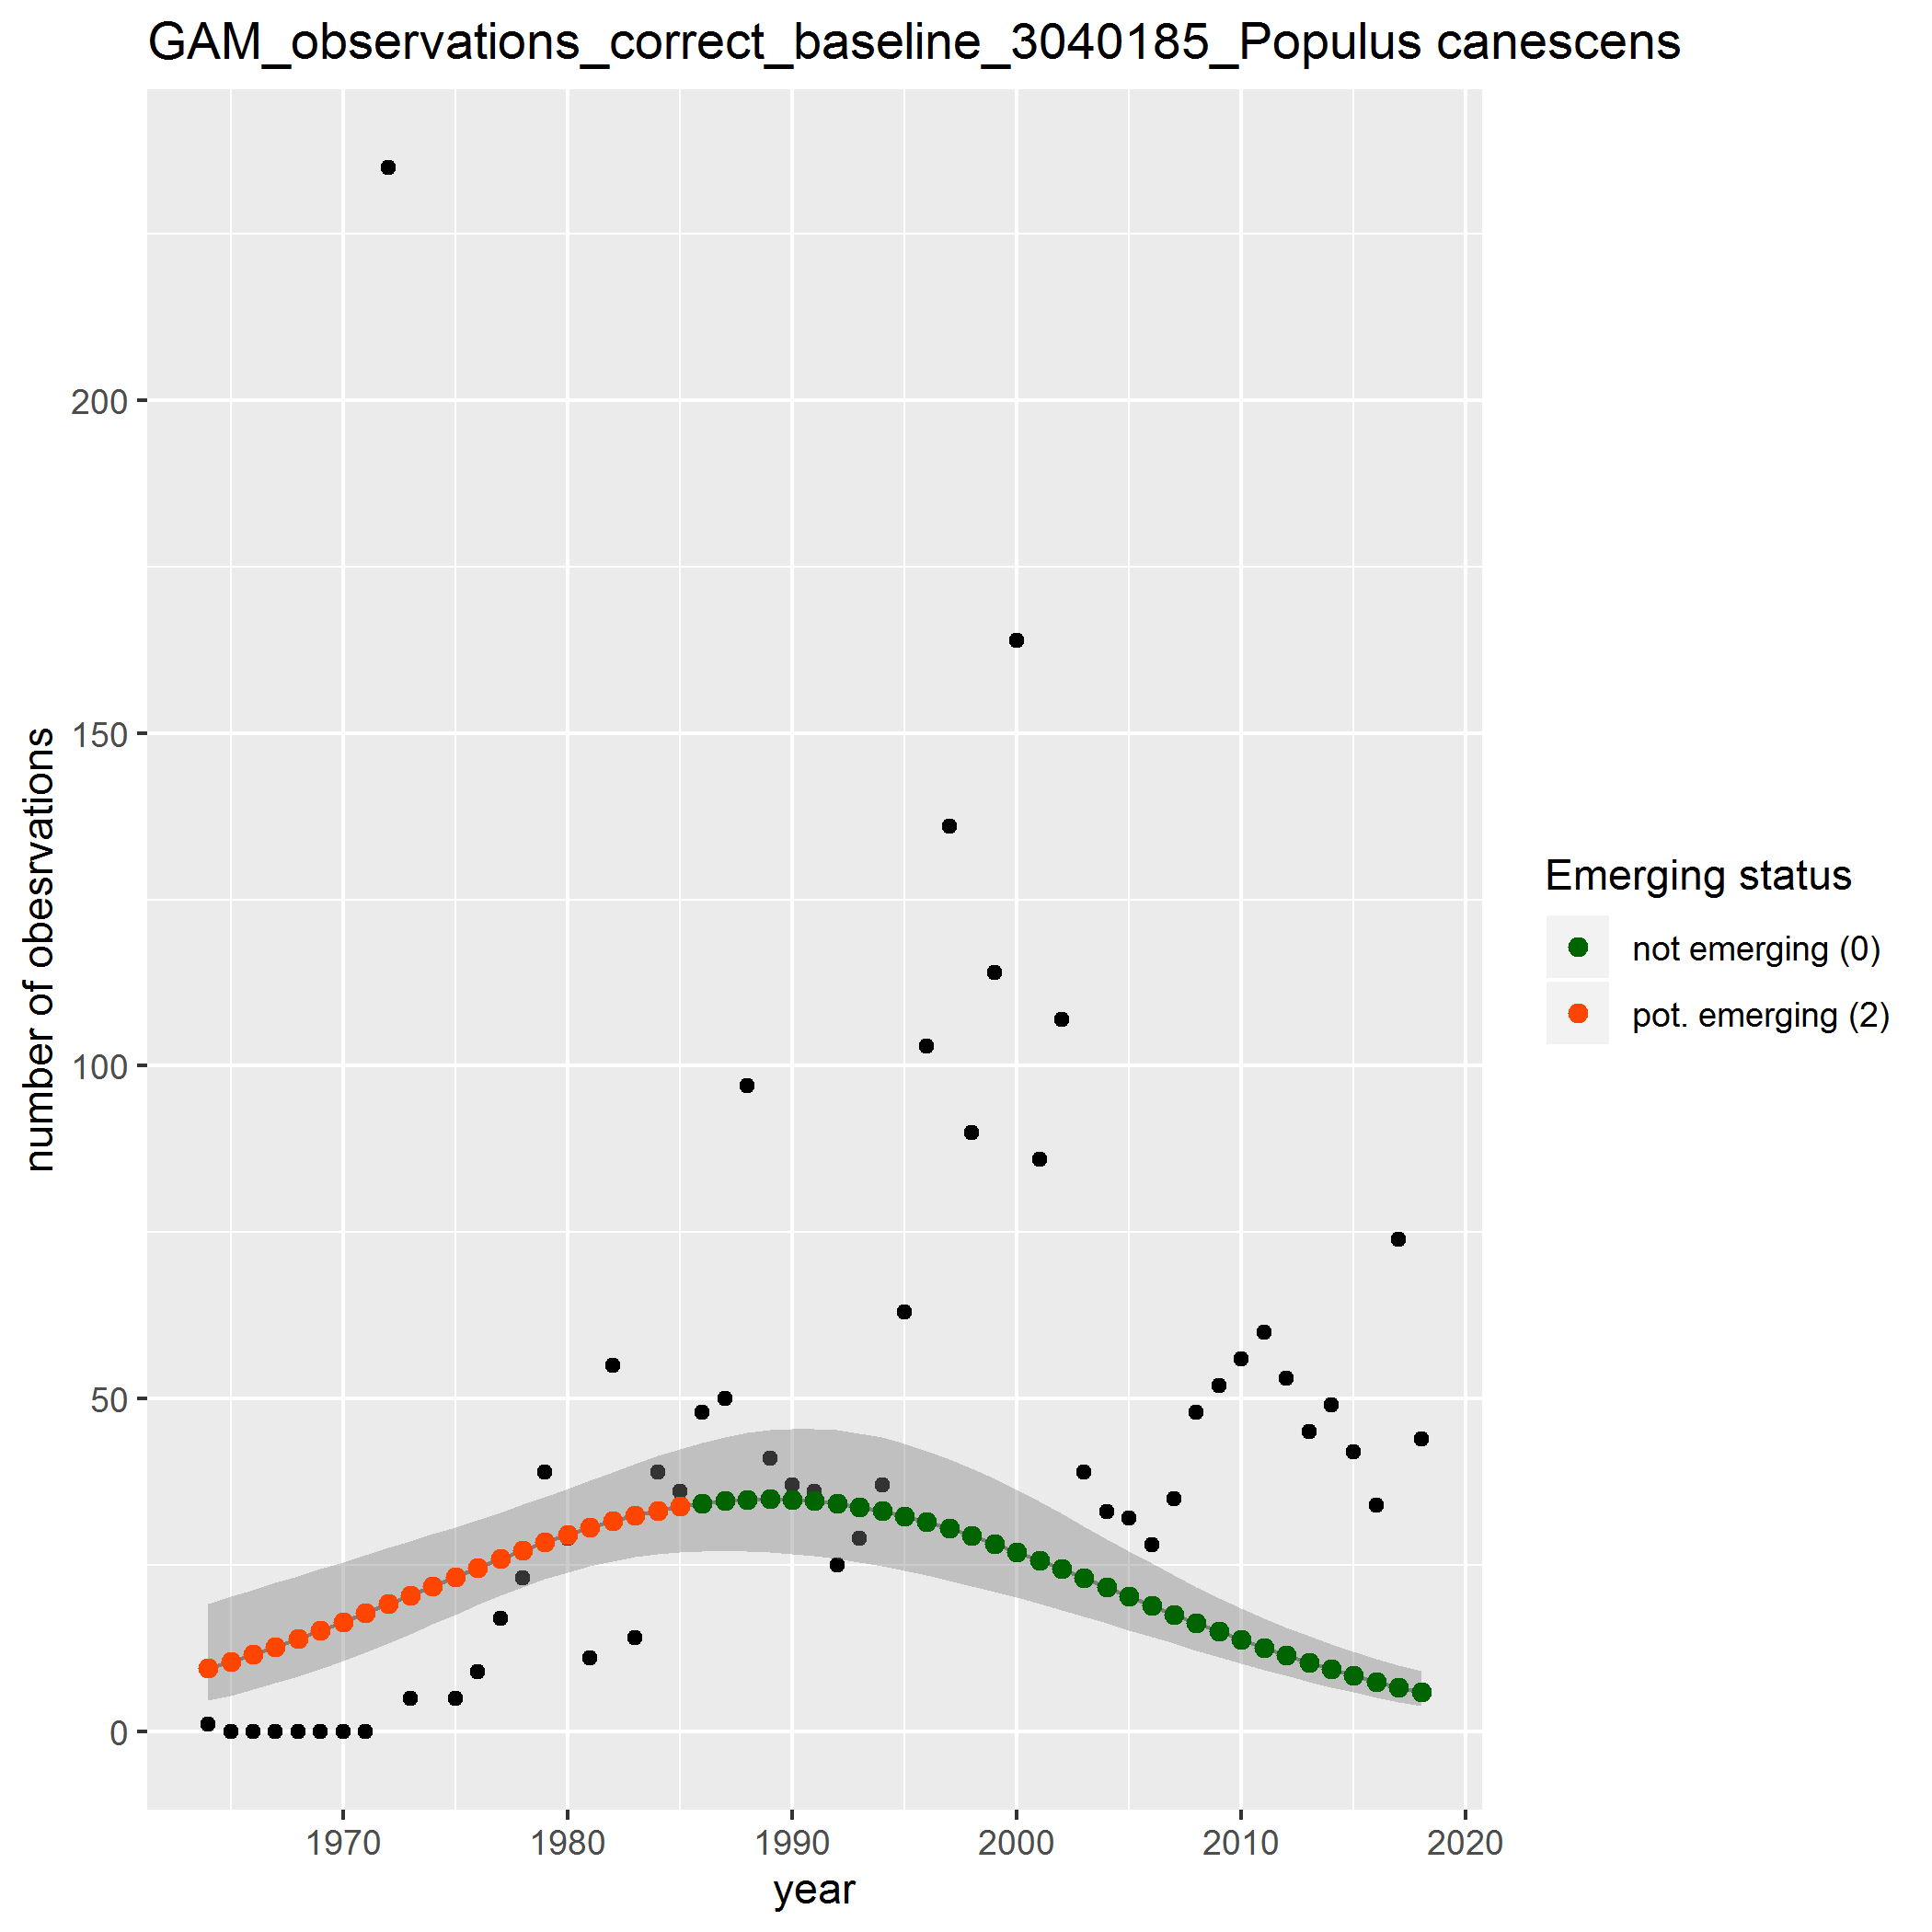 GAM_observations_correct_baseline_3040185_Populus canescens
number of obesrvations
200
150
100
50
0
1970 1980 1990 2000 2010 2020
year
Emerging status
not emerging (0)
pot. emerging (2)